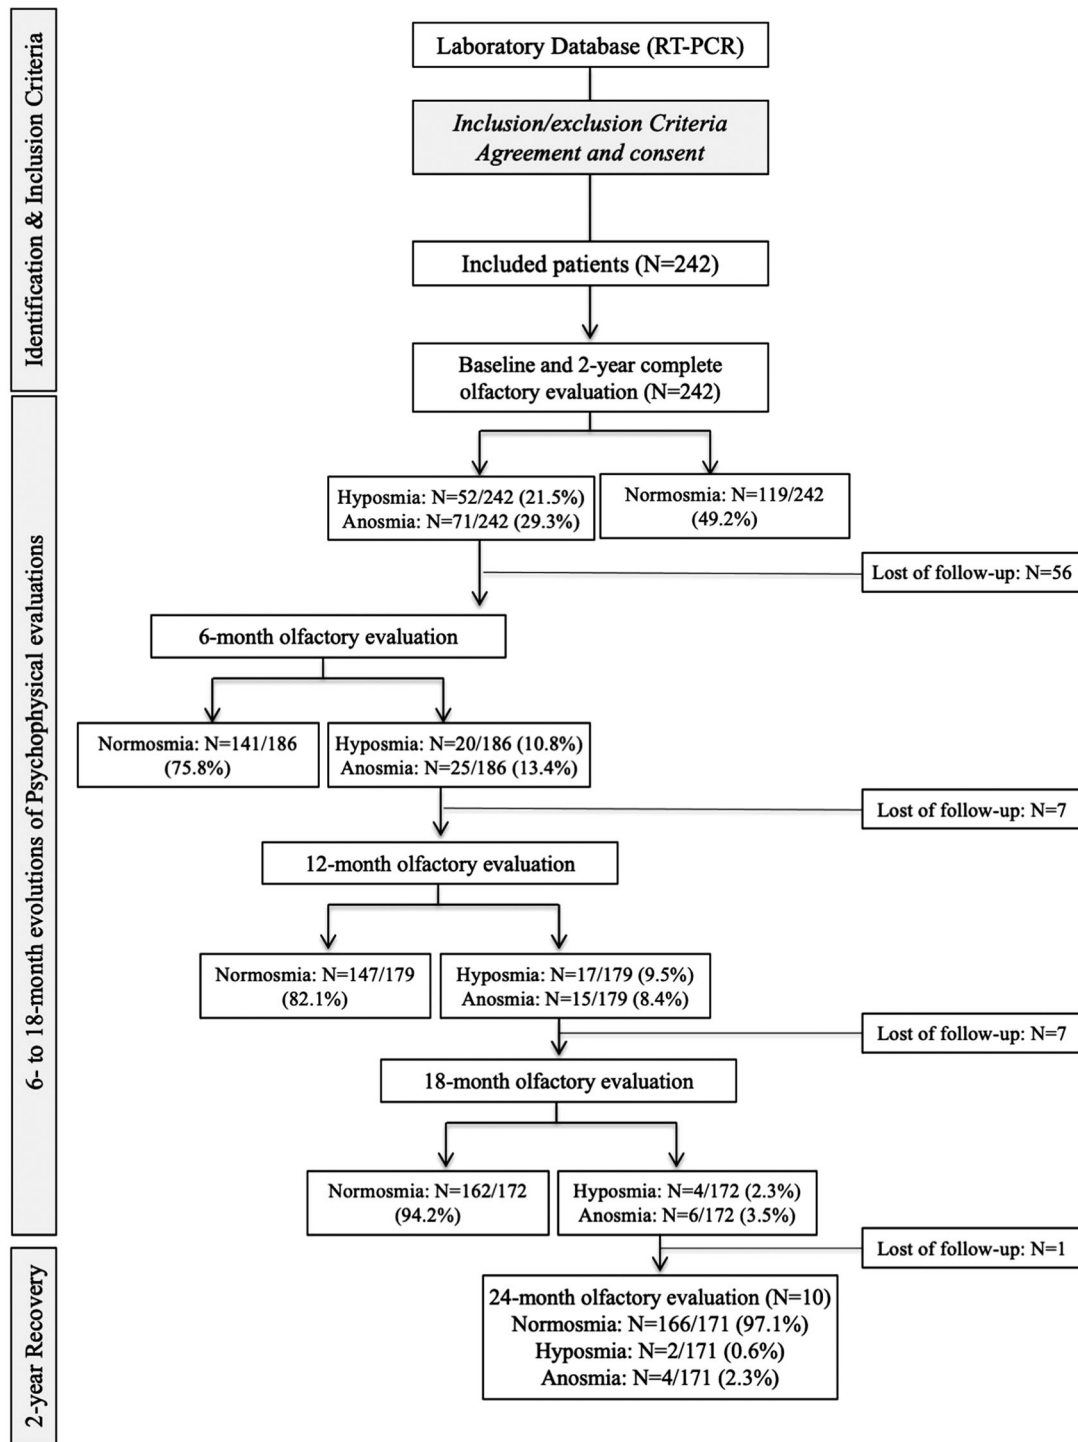 Identification & Inclusion Criteria
Laboratory Database (RT-PCR)
Inclusion/exclusion Criteria
Agreement and consent
Included patients (N=242)
Baseline and 2-year complete
olfactory evaluation (N=242)
6- to 18-month evolutions of Psychophysical evaluations
Hyposmia: N=52/242 (21.5%)
Anosmia: N=71/242 (29.3%)
Normosmia: N=119/242
(49.2%)
Lost of follow-up: N=56
6-month olfactory evaluation
Normosmia: N=141/186
(75.8%)
Hyposmia: N=20/186 (10.8%)
Anosmia: N=25/186 (13.4%)
Lost of follow-up: N=7
12-month olfactory evaluation
Normosmia: N=147/179
(82.1%)
Hyposmia: N=17/179 (9.5%)
Anosmia: N=15/179 (8.4%)
Lost of follow-up: N=7
18-month olfactory evaluation
Normosmia: N=162/172
(94.2%)
Hyposmia: N=4/172 (2.3%)
Anosmia: N=6/172 (3.5%)
Lost of follow-up: N=1
2-year Recovery
24-month olfactory evaluation (N=10)
Normosmia: N=166/171 (97.1%)
Hyposmia: N=2/171 (0.6%)
Anosmia: N=4/171 (2.3%)